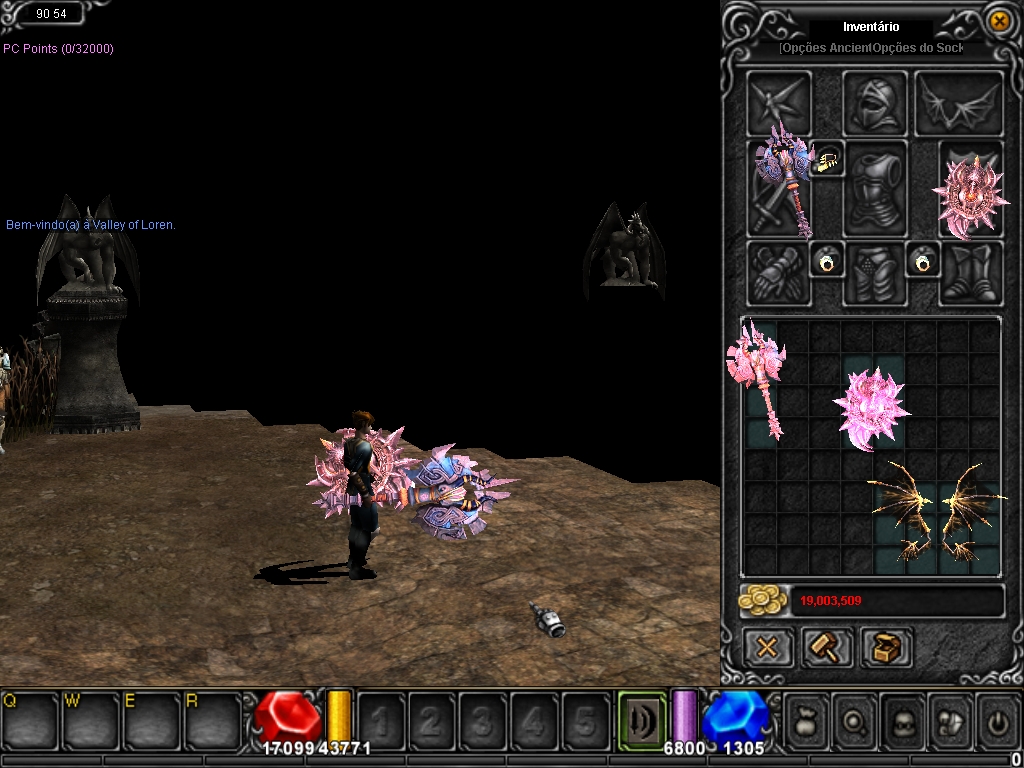 90 54
PC Points (0/32000)
Inventário
[Opções AncientOpções do Sock
Bem-vindo(a) à Valley of Loren.
19,003,509
Q W E R
1 2 3 4 5
17099 43771 6800 1305
0